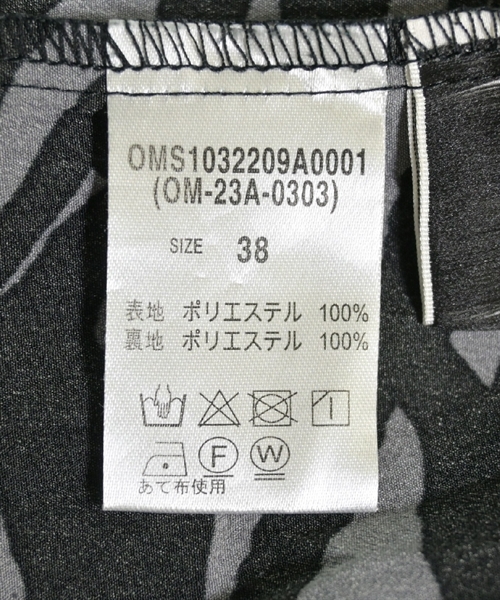 OMS1032209A0001
(OM-23A-0303)
SIZE 38
表地 ポリエステル 100%
裏地 ポリエステル 100%
F W
あて布使用